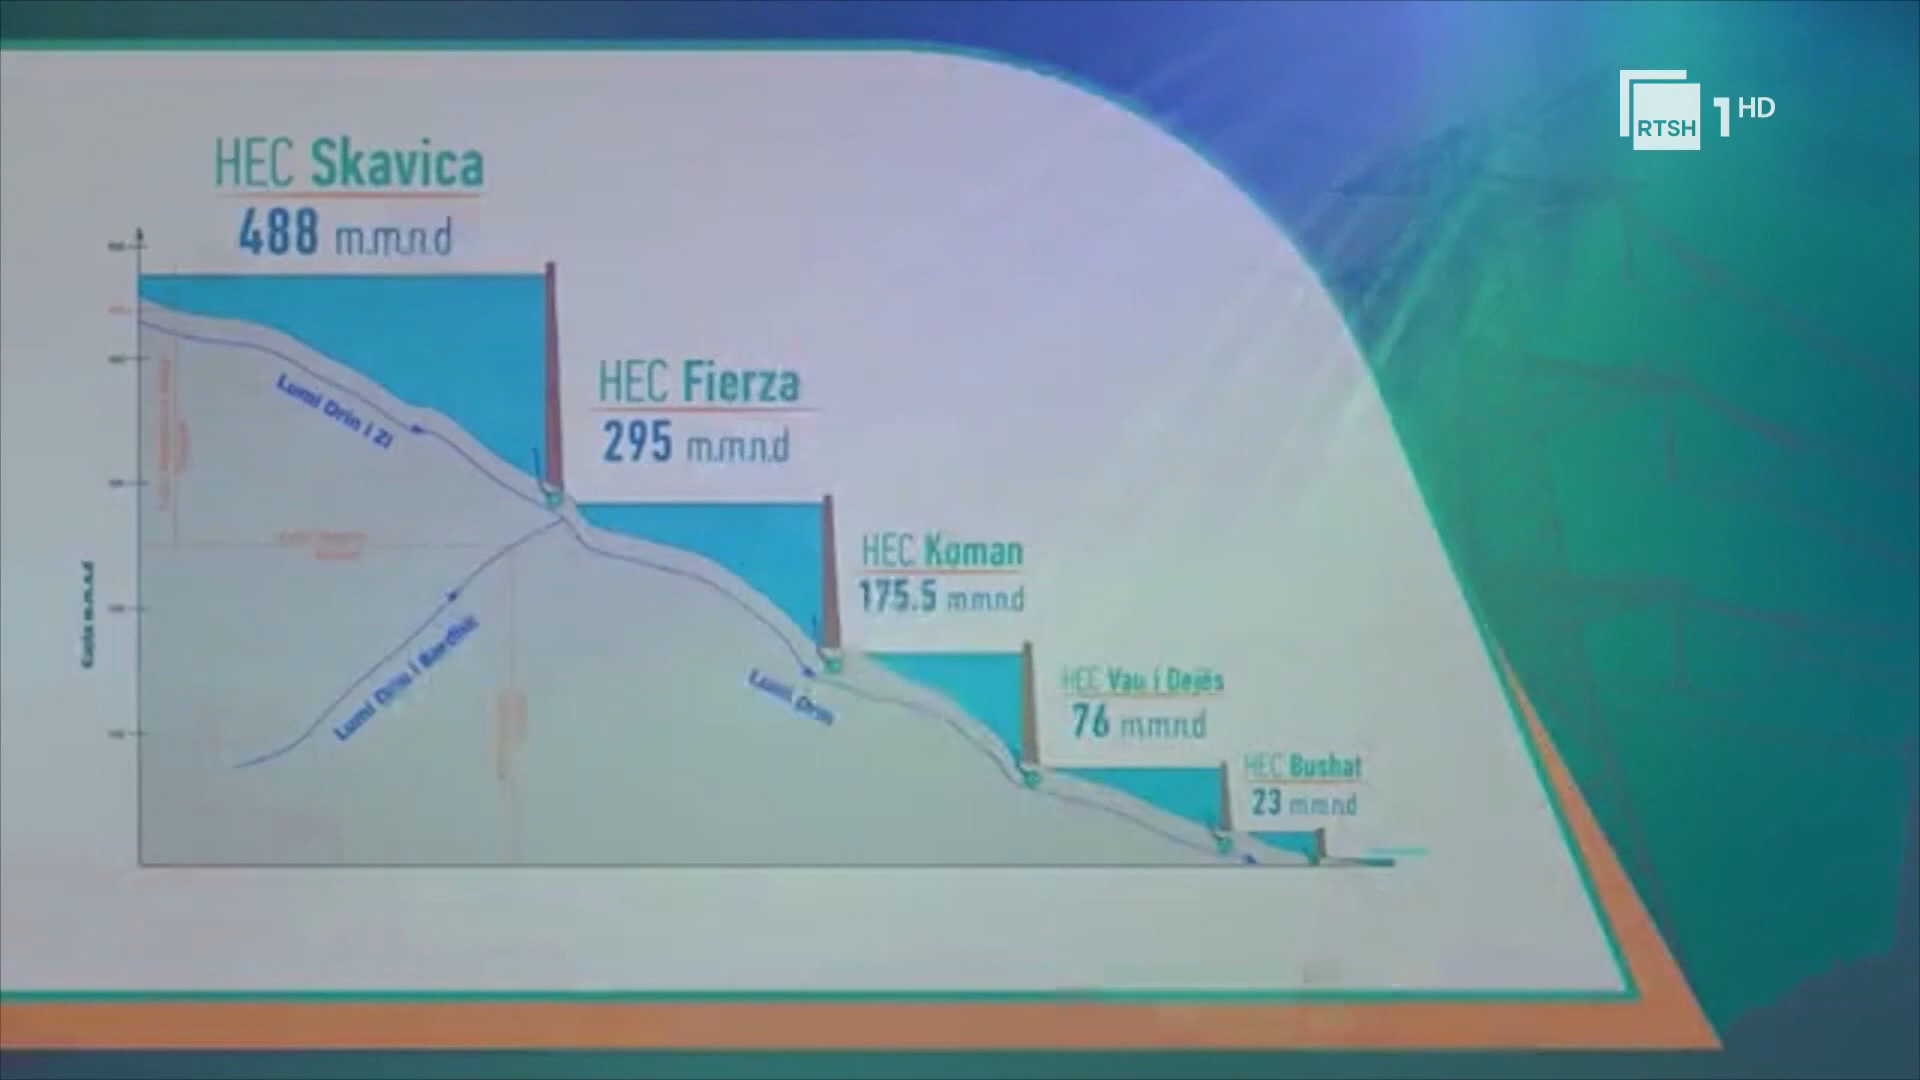 RTSH 1 HD
HEC Skavica
488 m.m.n.d
HEC Fierza
295 m.m.n.d
HEC Koman
175.5 m.m.n.d
HEC Vau i Dejës
76 m.m.n.d
HEC Bushat
23 m.m.n.d
Lumi Drin i Zi
Lumi Drin i Bardhë
Lumi Drin
Kuota m.m.n.d